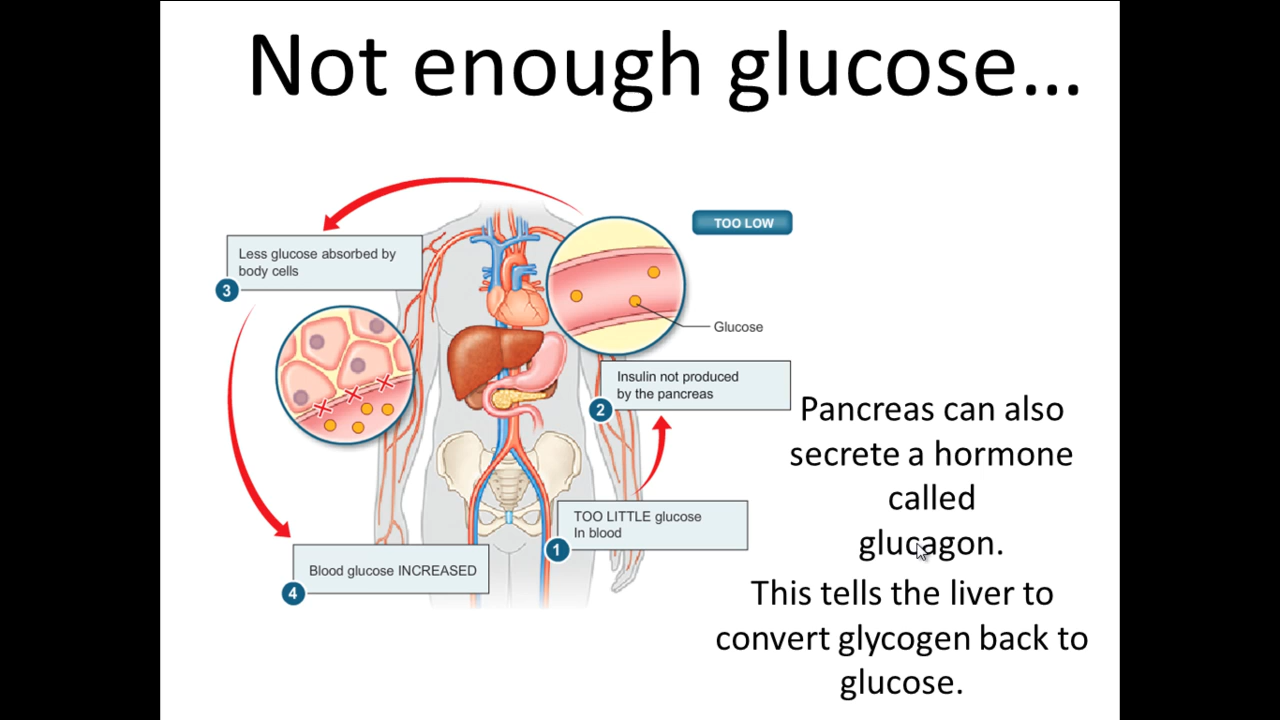 Not enough glucose...
TOO LOW
Less glucose absorbed by
body cells
3
Glucose
Insulin not produced
by the pancreas
2
Pancreas can also
secrete a hormone
called
glucagon.
TOO LITTLE glucose
In blood
1
Blood glucose INCREASED
4
This tells the liver to
convert glycogen back to
glucose.